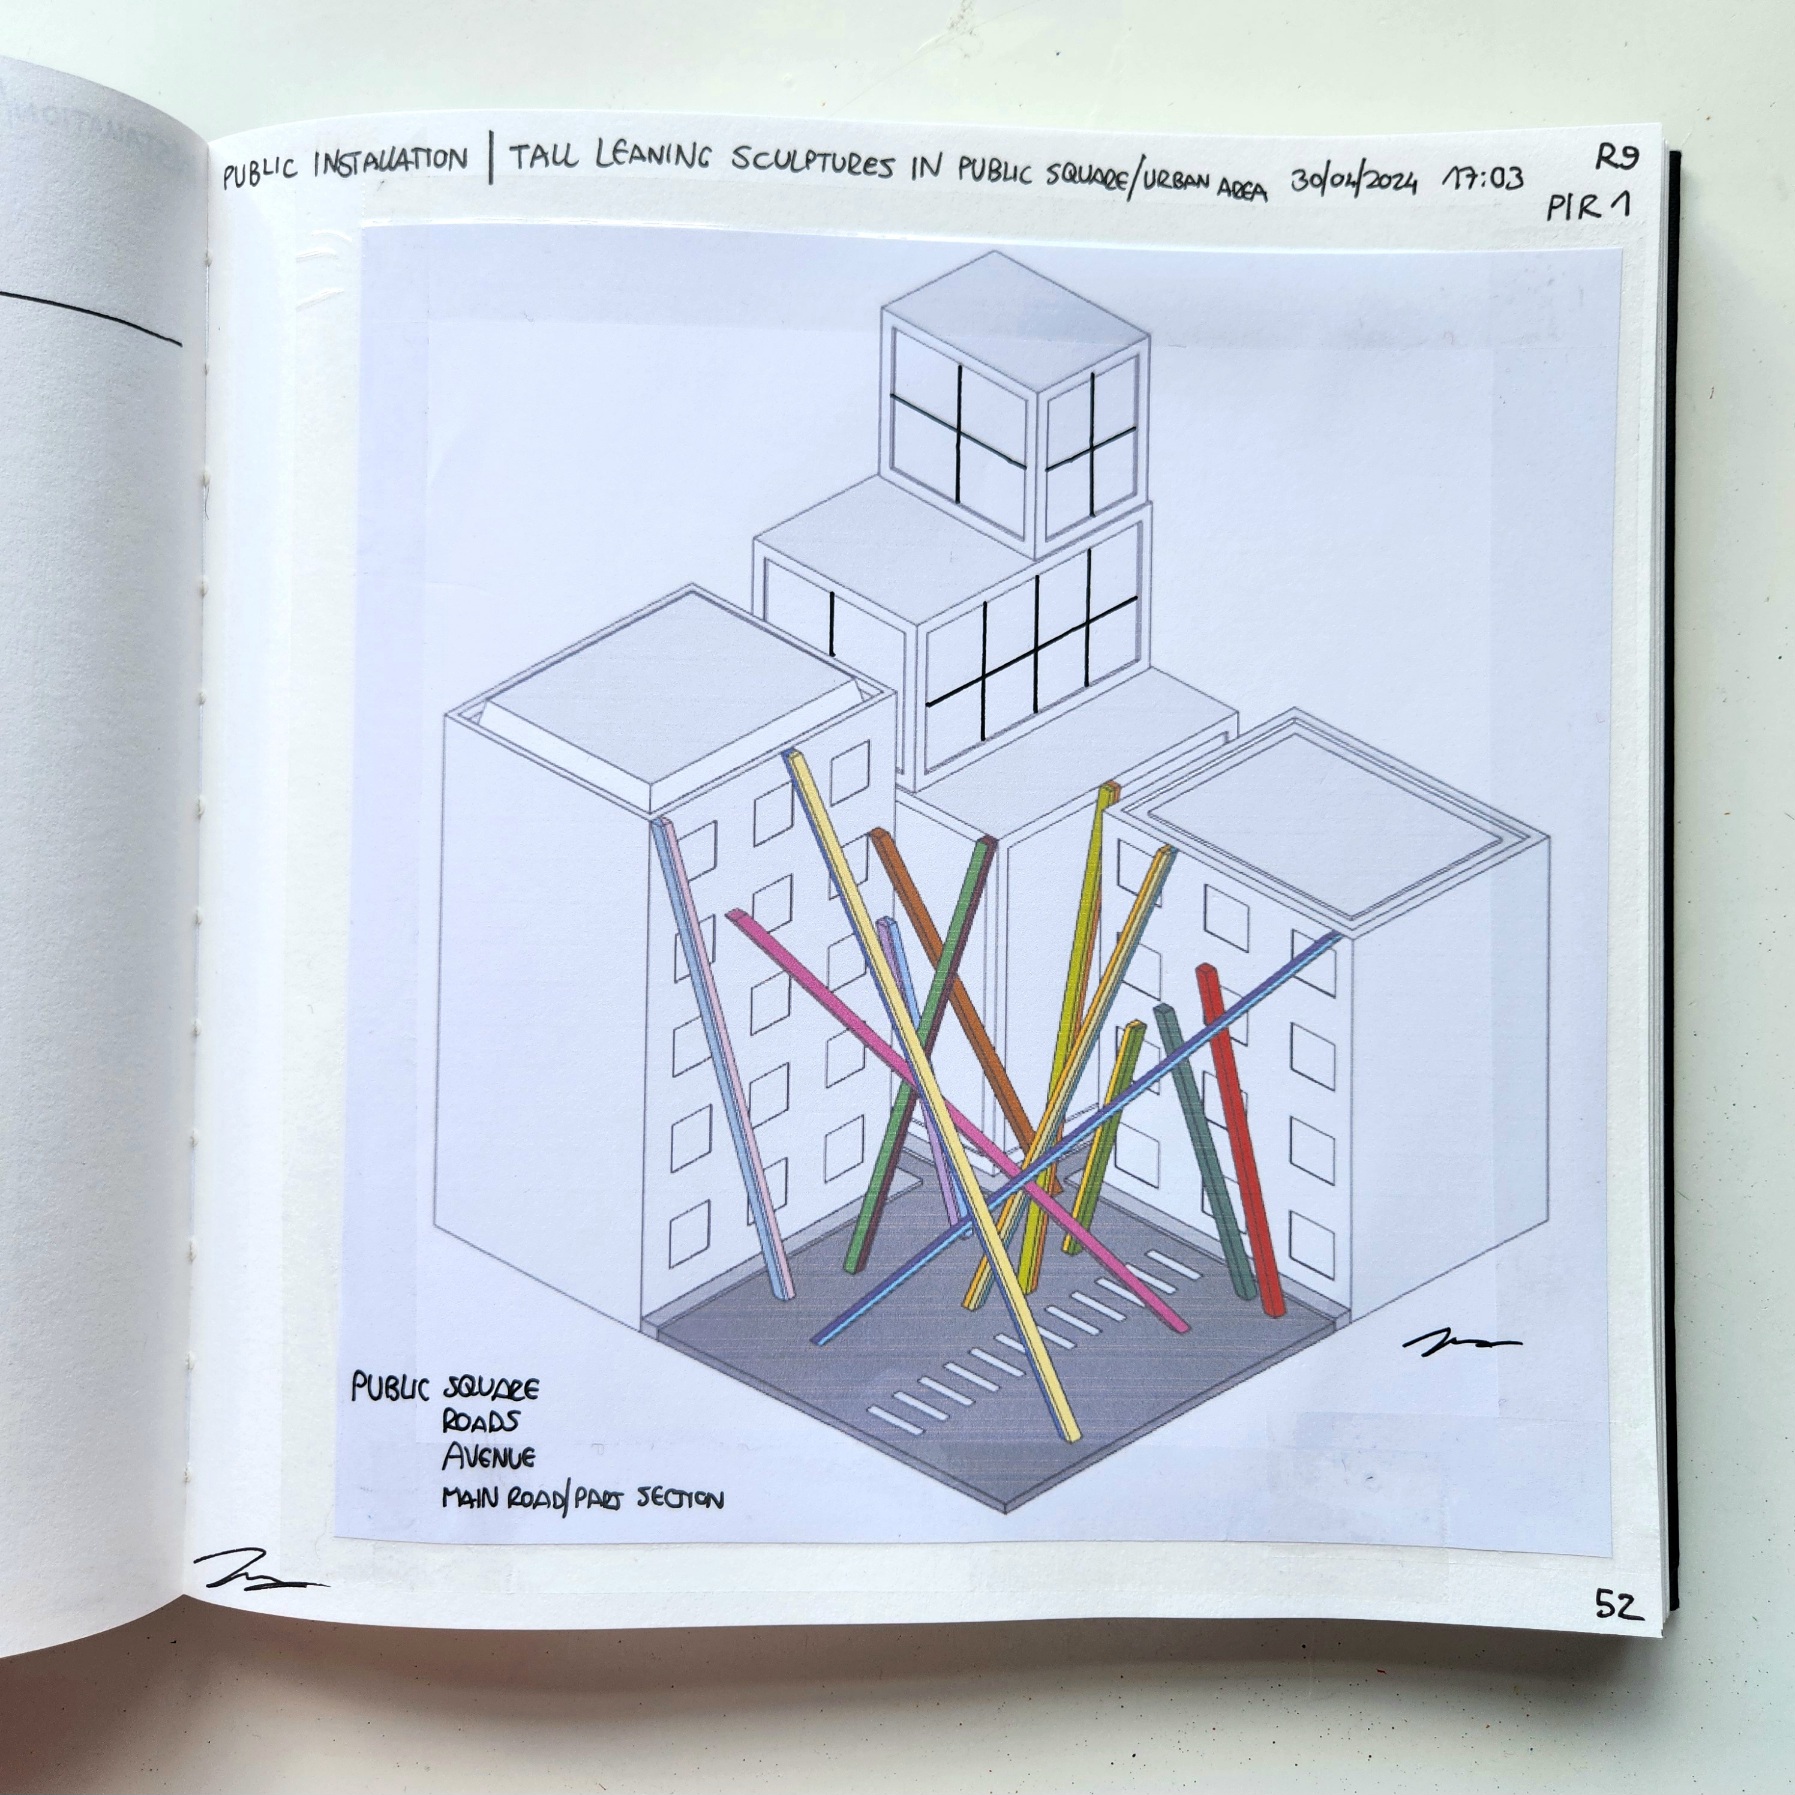 PUBLIC INSTALLATION | TALL LEANING SCULPTURES IN PUBLIC SQUARE/URBAN AREA 30/04/2024 17:03 R9
PIR 1
PUBLIC SQUARE
ROADS
AVENUE
MAIN ROAD/PART SECTION
52